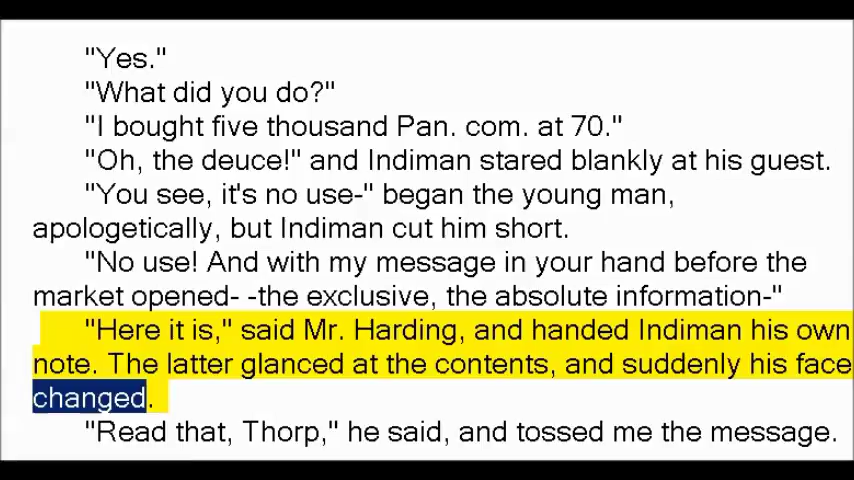 "Yes."
"What did you do?"
"I bought five thousand Pan. com. at 70."
"Oh, the deuce!" and Indiman stared blankly at his guest.
"You see, it's no use-" began the young man,
apologetically, but Indiman cut him short.
"No use! And with my message in your hand before the
market opened- -the exclusive, the absolute information-"
"Here it is," said Mr. Harding, and handed Indiman his own
note. The latter glanced at the contents, and suddenly his face
changed.
"Read that, Thorp," he said, and tossed me the message.